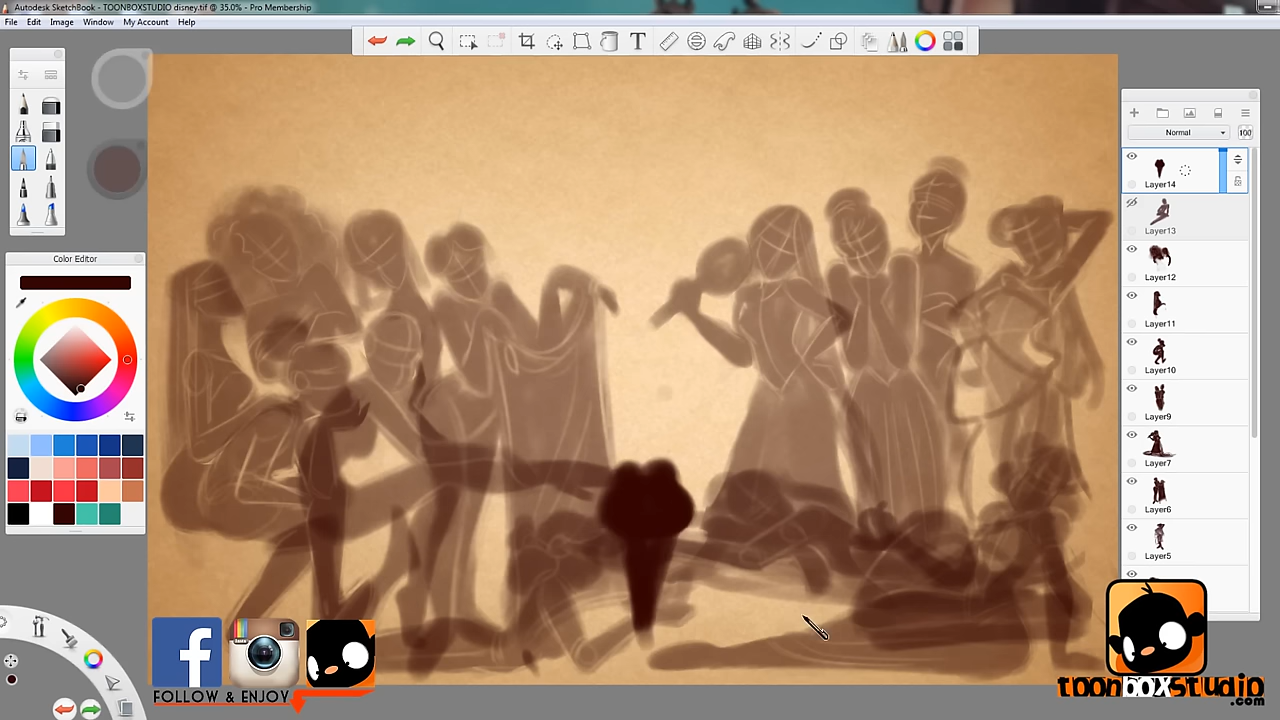 Autodesk SketchBook - TOONBOXSTUDIO disney.tif @ 35.0% - Pro Membership
File Edit Image Window My Account Help
T
Normal 100
Color Editor
Layer14
Layer13
Layer12
Layer11
Layer10
Layer9
Layer7
Layer6
Layer5
f
FOLLOW & ENJOY
toonboxstudio
.com